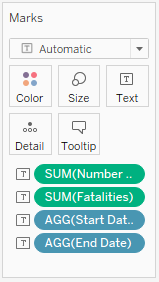 Marks
Automatic
Color
Size
Text
Detail
Tooltip
SUM(Number ..
SUM(Fatalities)
AGG(Start Dat..
AGG(End Date)